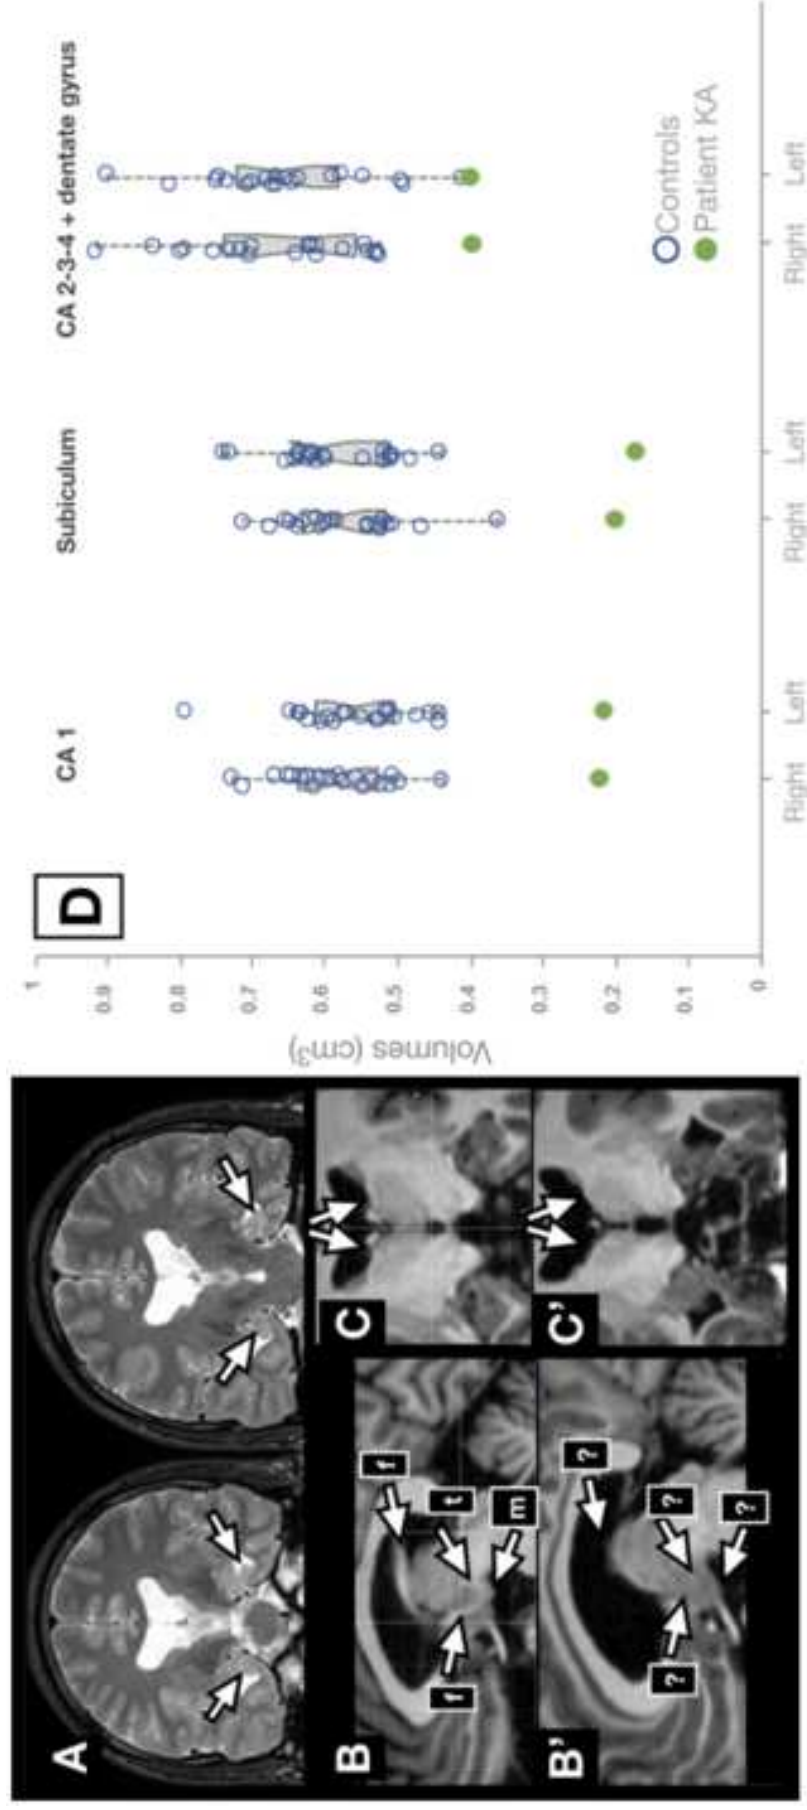 A
B
f
f
t
m
B'
?
?
?
?
C
C'
D
CA 1
Subiculum
CA 2-3-4 + dentate gyrus
Volumes (cm³)
1
0.9
0.8
0.7
0.6
0.5
0.4
0.3
0.2
0.1
0
Right Left
Right Left
Right Left
Controls
Patient KA